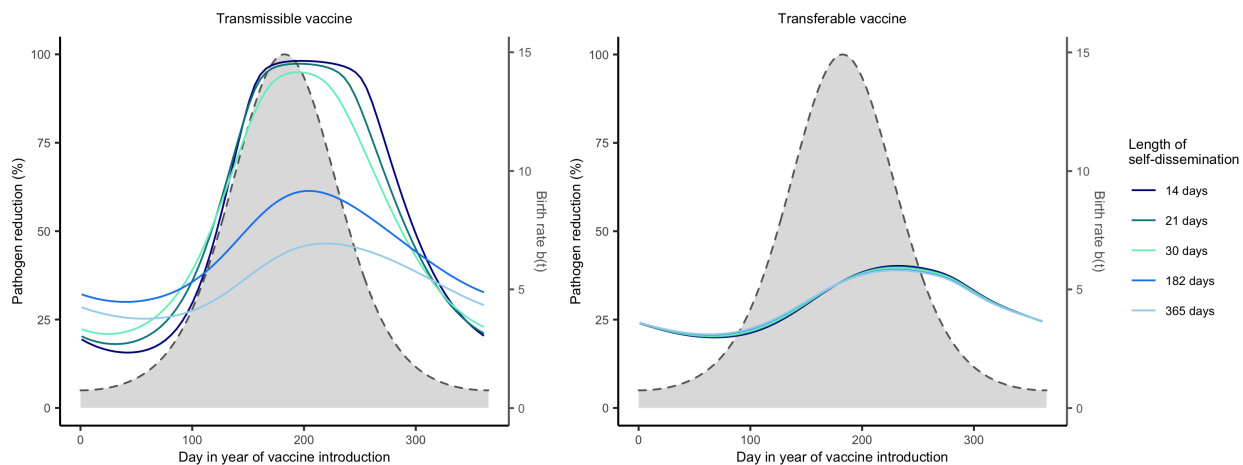 Transmissible vaccine
100
75
50
25
0
Pathogen reduction (%)
15
10
5
0
Birth rate b(t)
0
100
200
300
Day in year of vaccine introduction
Transferable vaccine
100
75
50
25
0
Pathogen reduction (%)
15
10
5
0
Birth rate b(t)
0
100
200
300
Day in year of vaccine introduction
Length of
self-dissemination
14 days
21 days
30 days
182 days
365 days